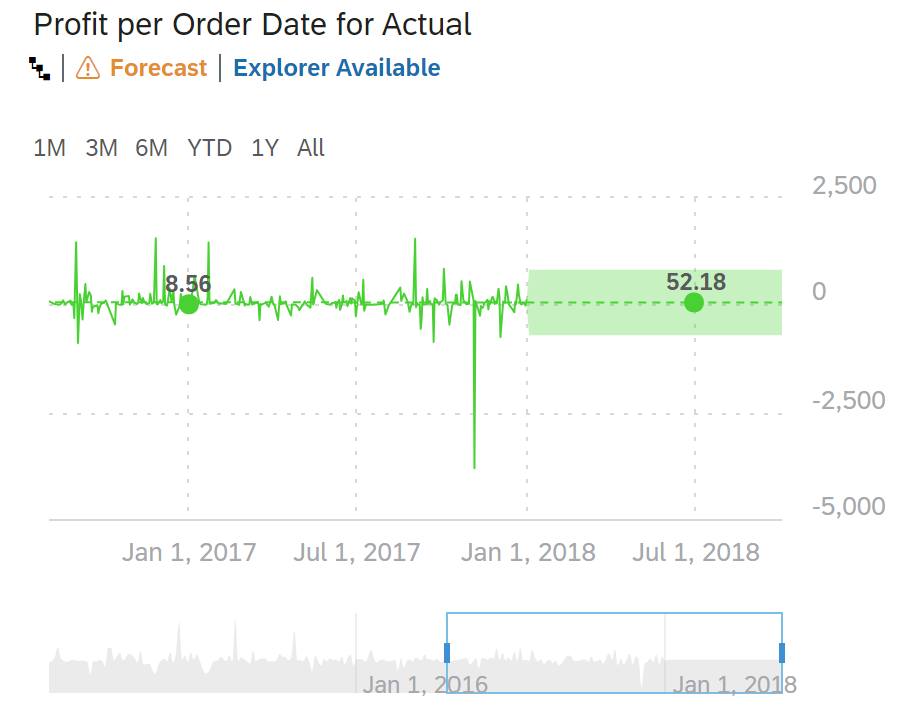 Profit per Order Date for Actual
Forecast | Explorer Available
1M 3M 6M YTD 1Y All
2,500
8.56
52.18
0
-2,500
-5,000
Jan 1, 2017 Jul 1, 2017 Jan 1, 2018 Jul 1, 2018
Jan 1, 2016 Jan 1, 2018